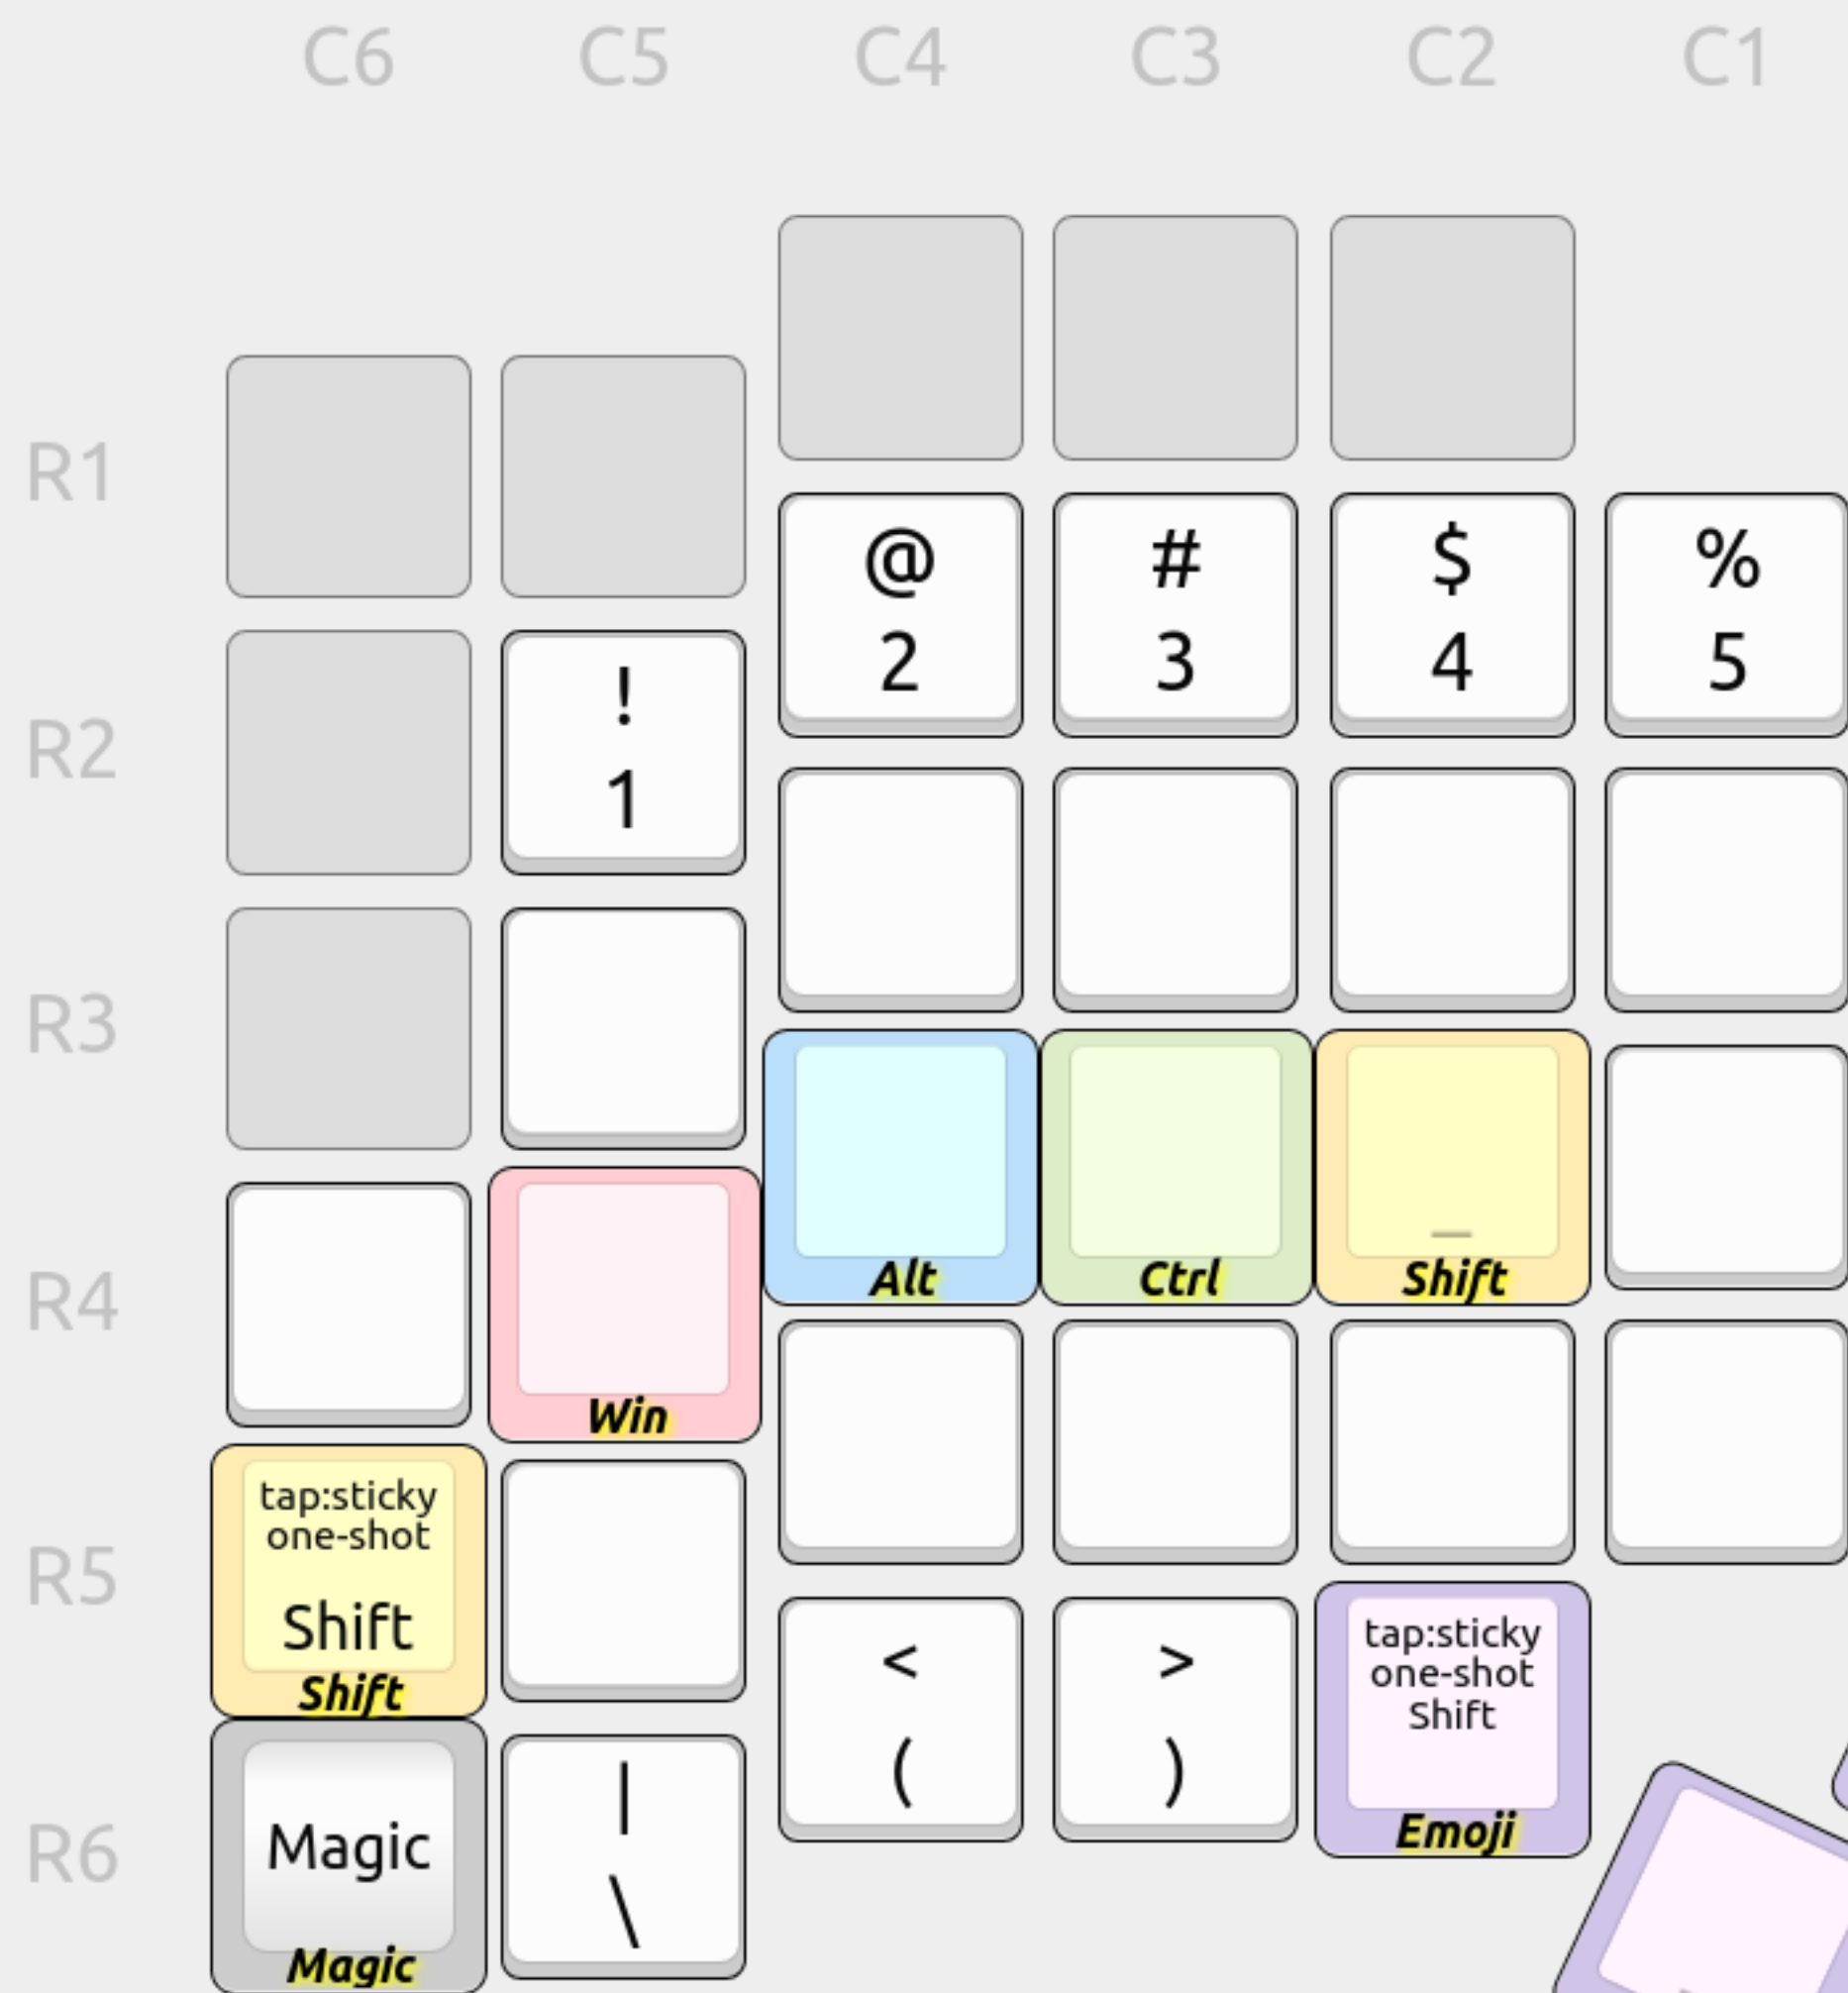 C6 C5 C4 C3 C2 C1
R1
@ # $ %
2 3 4 5
R2
!
1
R3
_
Alt Ctrl Shift
R4
Win
tap:sticky
one-shot
Shift
Shift
R5
tap:sticky
one-shot
Shift
Emoji
< >
( )
R6
Magic
Magic
|
\